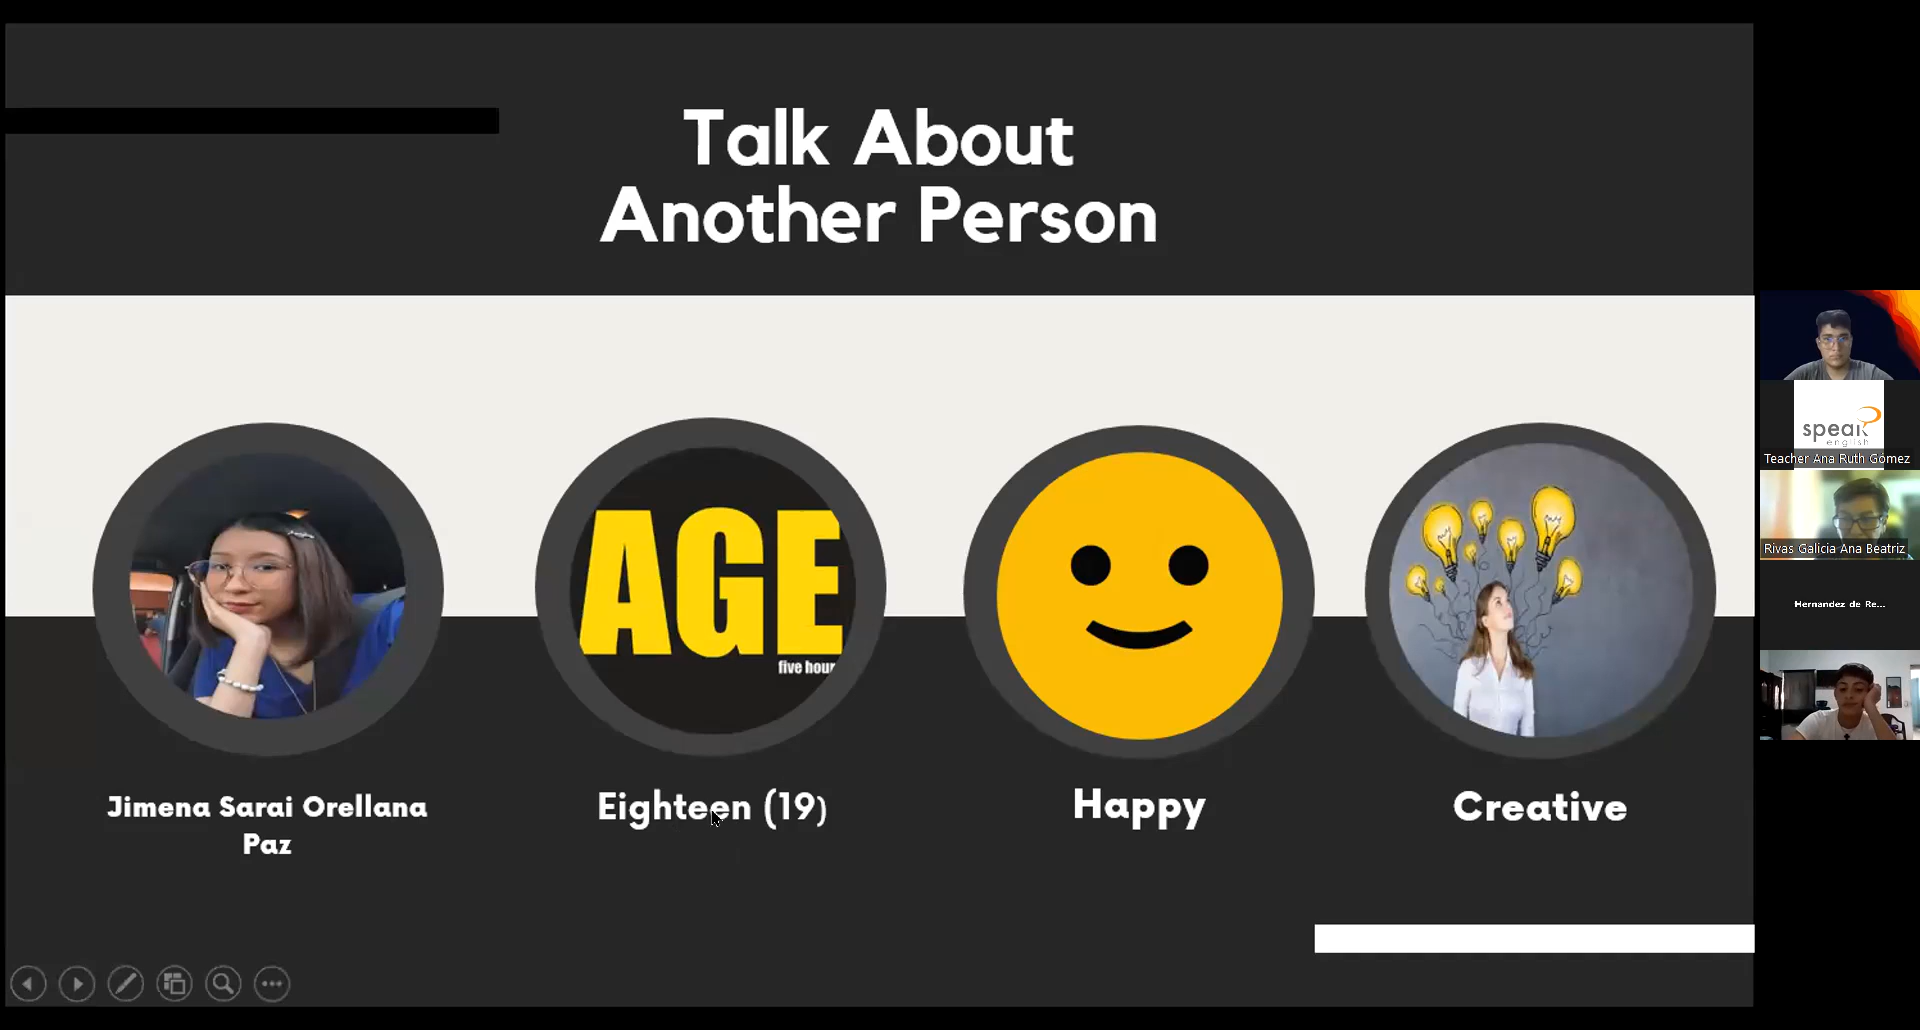 Talk About
Another Person
AGE
five hour
Jimena Sarai Orellana
Paz
Eighteen (19)
Happy
Creative
speak
english
Teacher Ana Ruth Gómez
Rivas Galicia Ana Beatriz
Hernandez de Re...